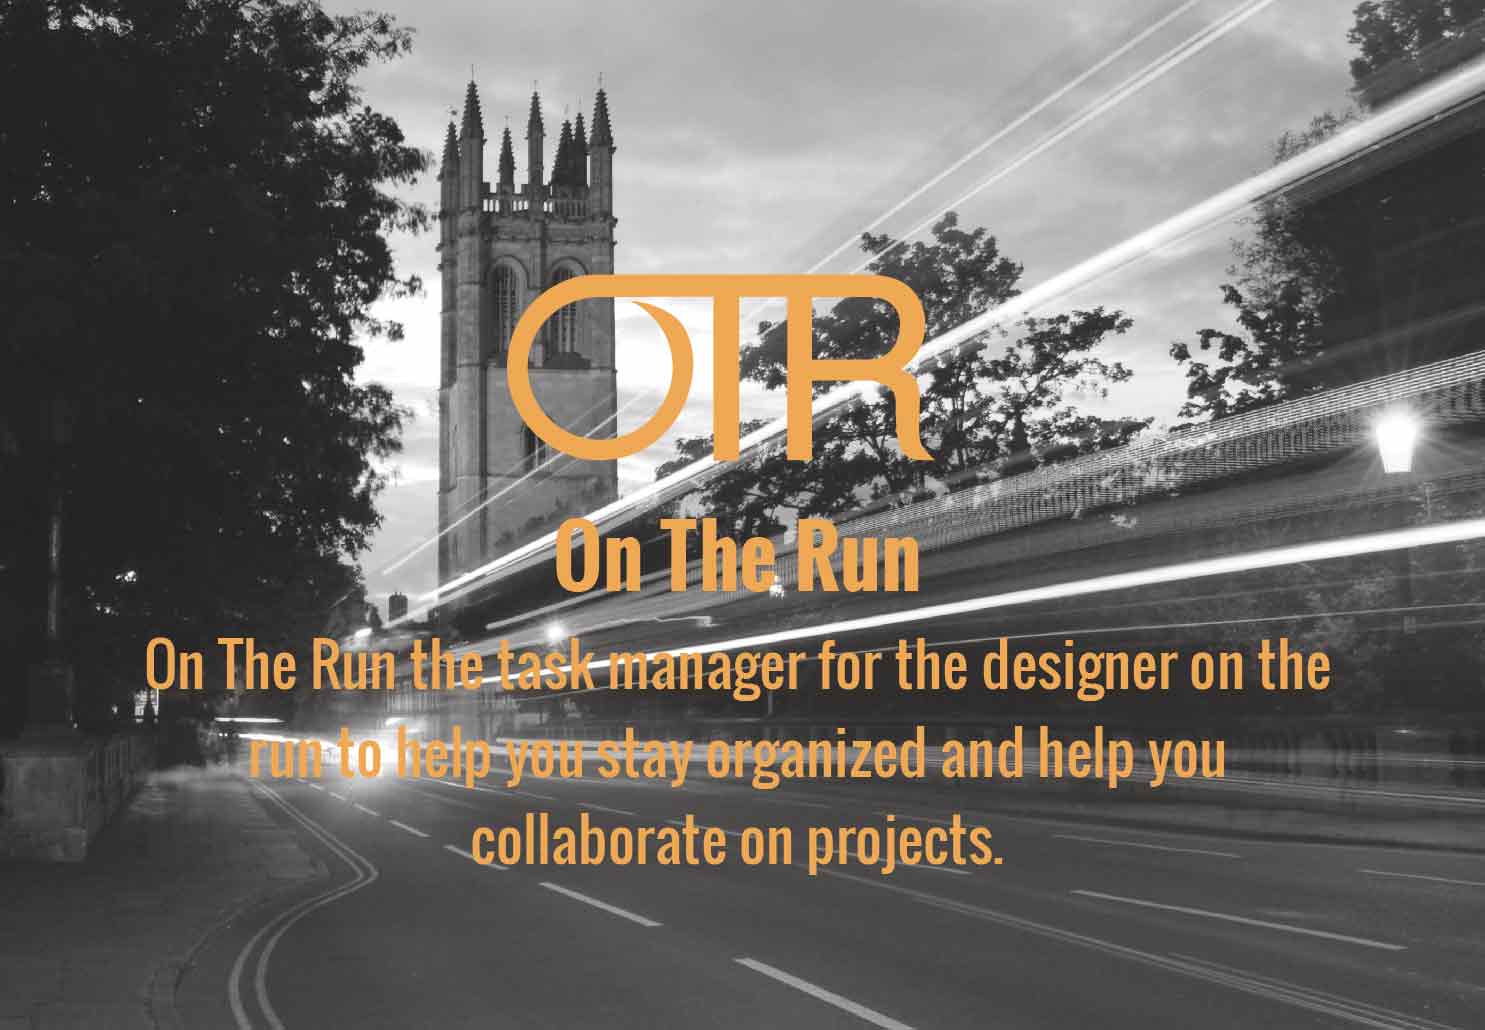 OTR
On The Run
On The Run the task manager for the designer on the
run to help you stay organized and help you
collaborate on projects.